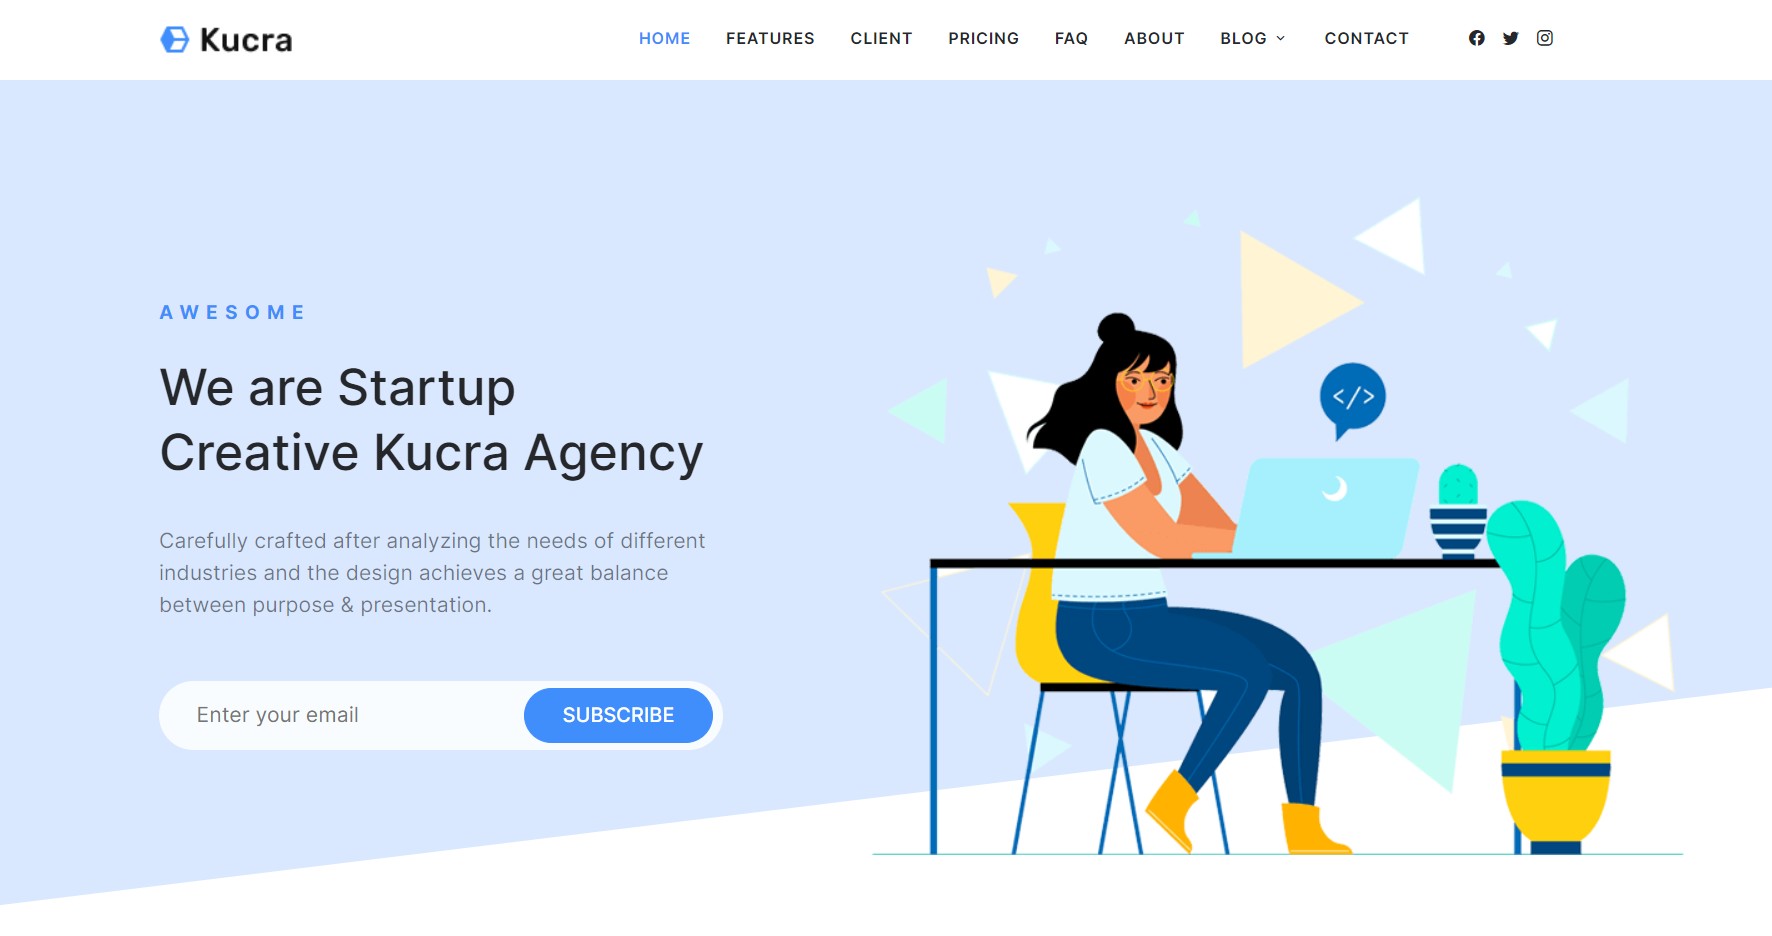 Kucra
HOME FEATURES CLIENT PRICING FAQ ABOUT BLOG CONTACT
AWESOME
We are Startup
Creative Kucra Agency
Carefully crafted after analyzing the needs of different
industries and the design achieves a great balance
between purpose & presentation.
Enter your email SUBSCRIBE
</>